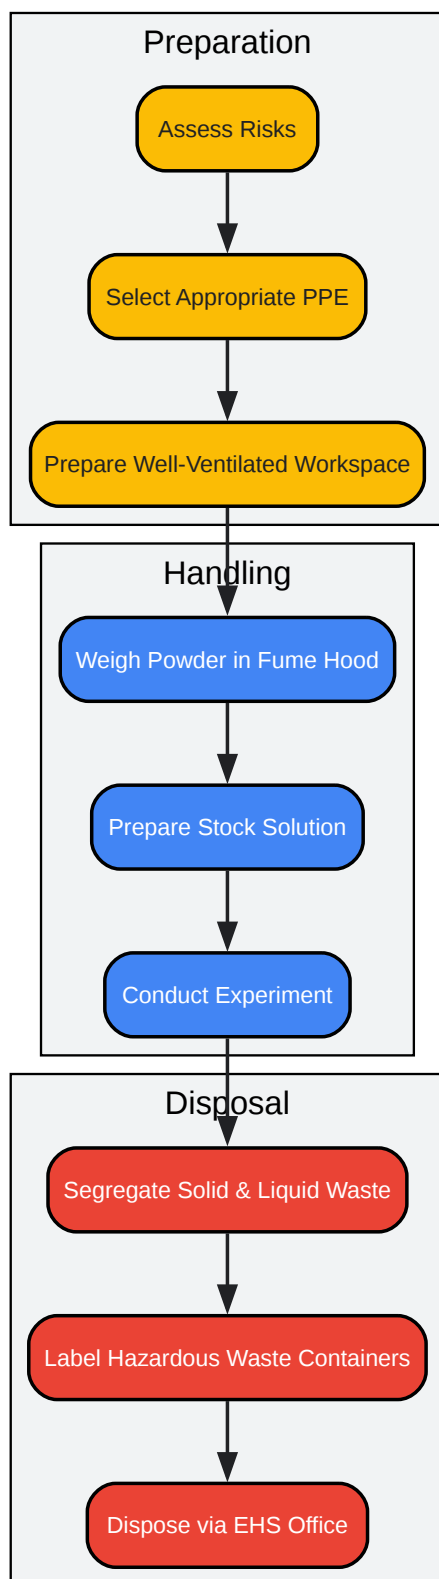 Preparation
Assess Risks
Select Appropriate PPE
Prepare Well-Ventilated Workspace
Handling
Weigh Powder in Fume Hood
Prepare Stock Solution
Conduct Experiment
Disposal
Segregate Solid & Liquid Waste
Label Hazardous Waste Containers
Dispose via EHS Office